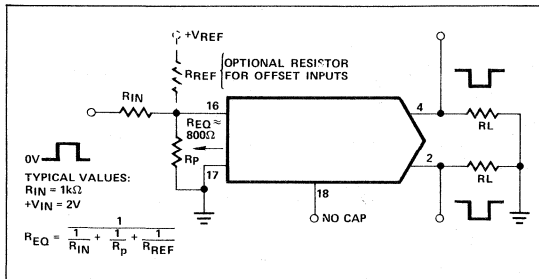 +VREF
RREF
OPTIONAL RESISTOR
FOR OFFSET INPUTS
RIN
16
4
REQ ≈
800Ω
RL
RP
17
2
RL
0V
18
TYPICAL VALUES:
RIN = 1kΩ
+VIN = 2V
NO CAP
REQ = 1 / (1/RIN + 1/Rp + 1/RREF)